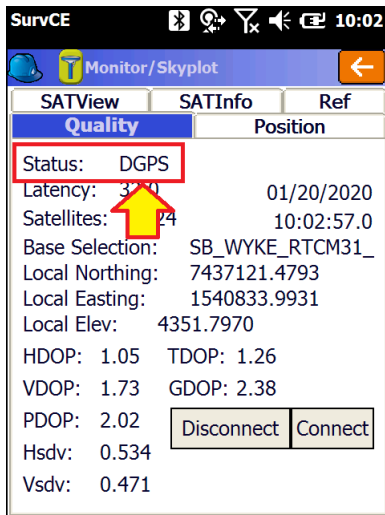 SurvCE 10:02
Monitor/Skyplot
SATView SATInfo Ref
Quality Position
Status: DGPS
Latency: 01/20/2020
Satellites: 24 10:02:57.0
Base Selection: SB_WYKE_RTCM31_
Local Northing: 7437121.4793
Local Easting: 1540833.9931
Local Elev: 4351.7970
HDOP: 1.05 TDOP: 1.26
VDOP: 1.73 GDOP: 2.38
PDOP: 2.02 Disconnect Connect
Hsdv: 0.534
Vsdv: 0.471